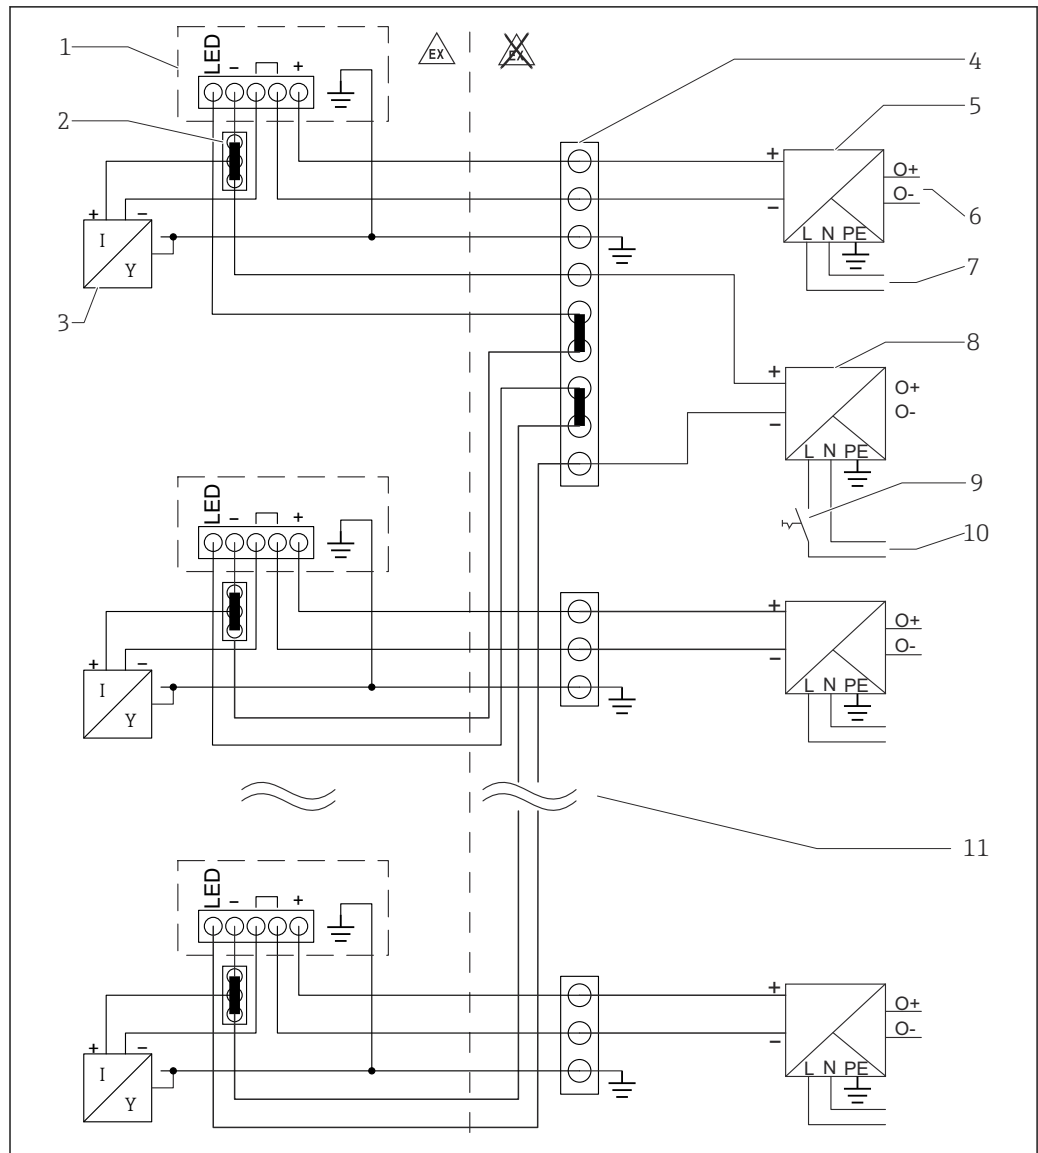 1
LED
− +
EX
EX
4
2
5
+
O+
O-
6
−
+ −
I
Y
L N PE
7
3
8
+
O+
O-
−
L N PE
9
10
LED
− +
+
O+
O-
−
+ −
I
Y
L N PE
11
LED
− +
+
O+
O-
−
+ −
I
Y
L N PE